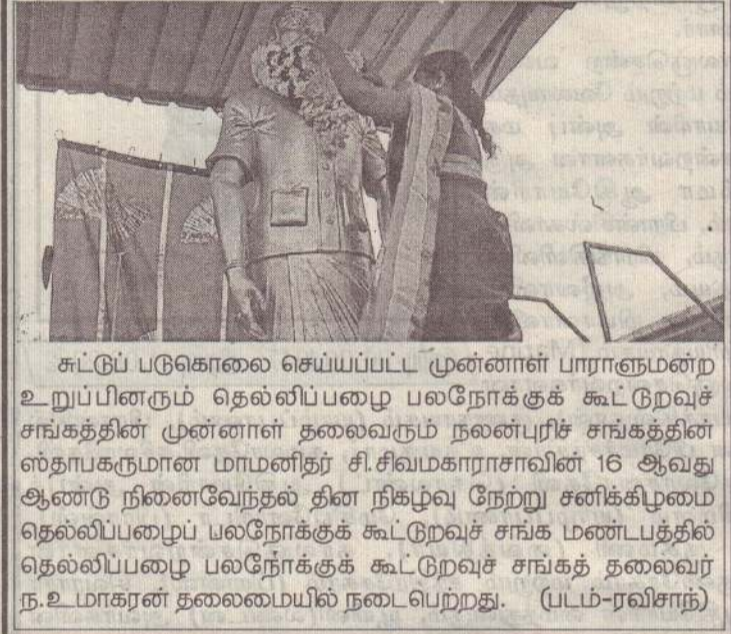 சுட்டுப் படுகொலை செய்யப்பட்ட முன்னாள் பாராளுமன்ற
உறுப்பினரும் தெல்லிப்பழை பலநோக்குக் கூட்டுறவுச்
சங்கத்தின் முன்னாள் தலைவரும் நலன்புரிச் சங்கத்தின்
ஸ்தாபகருமான மாமனிதர் சி.சிவமகாராசாவின் 16 ஆவது
ஆண்டு நினைவேந்தல் தின நிகழ்வு நேற்று சனிக்கிழமை
தெல்லிப்பழைப் பலநோக்குக் கூட்டுறவுச் சங்க மண்டபத்தில்
தெல்லிப்பழை பலநோக்குக் கூட்டுறவுச் சங்கத் தலைவர்
ந.உமாகரன் தலைமையில் நடைபெற்றது. (படம்-ரவிசாந்)